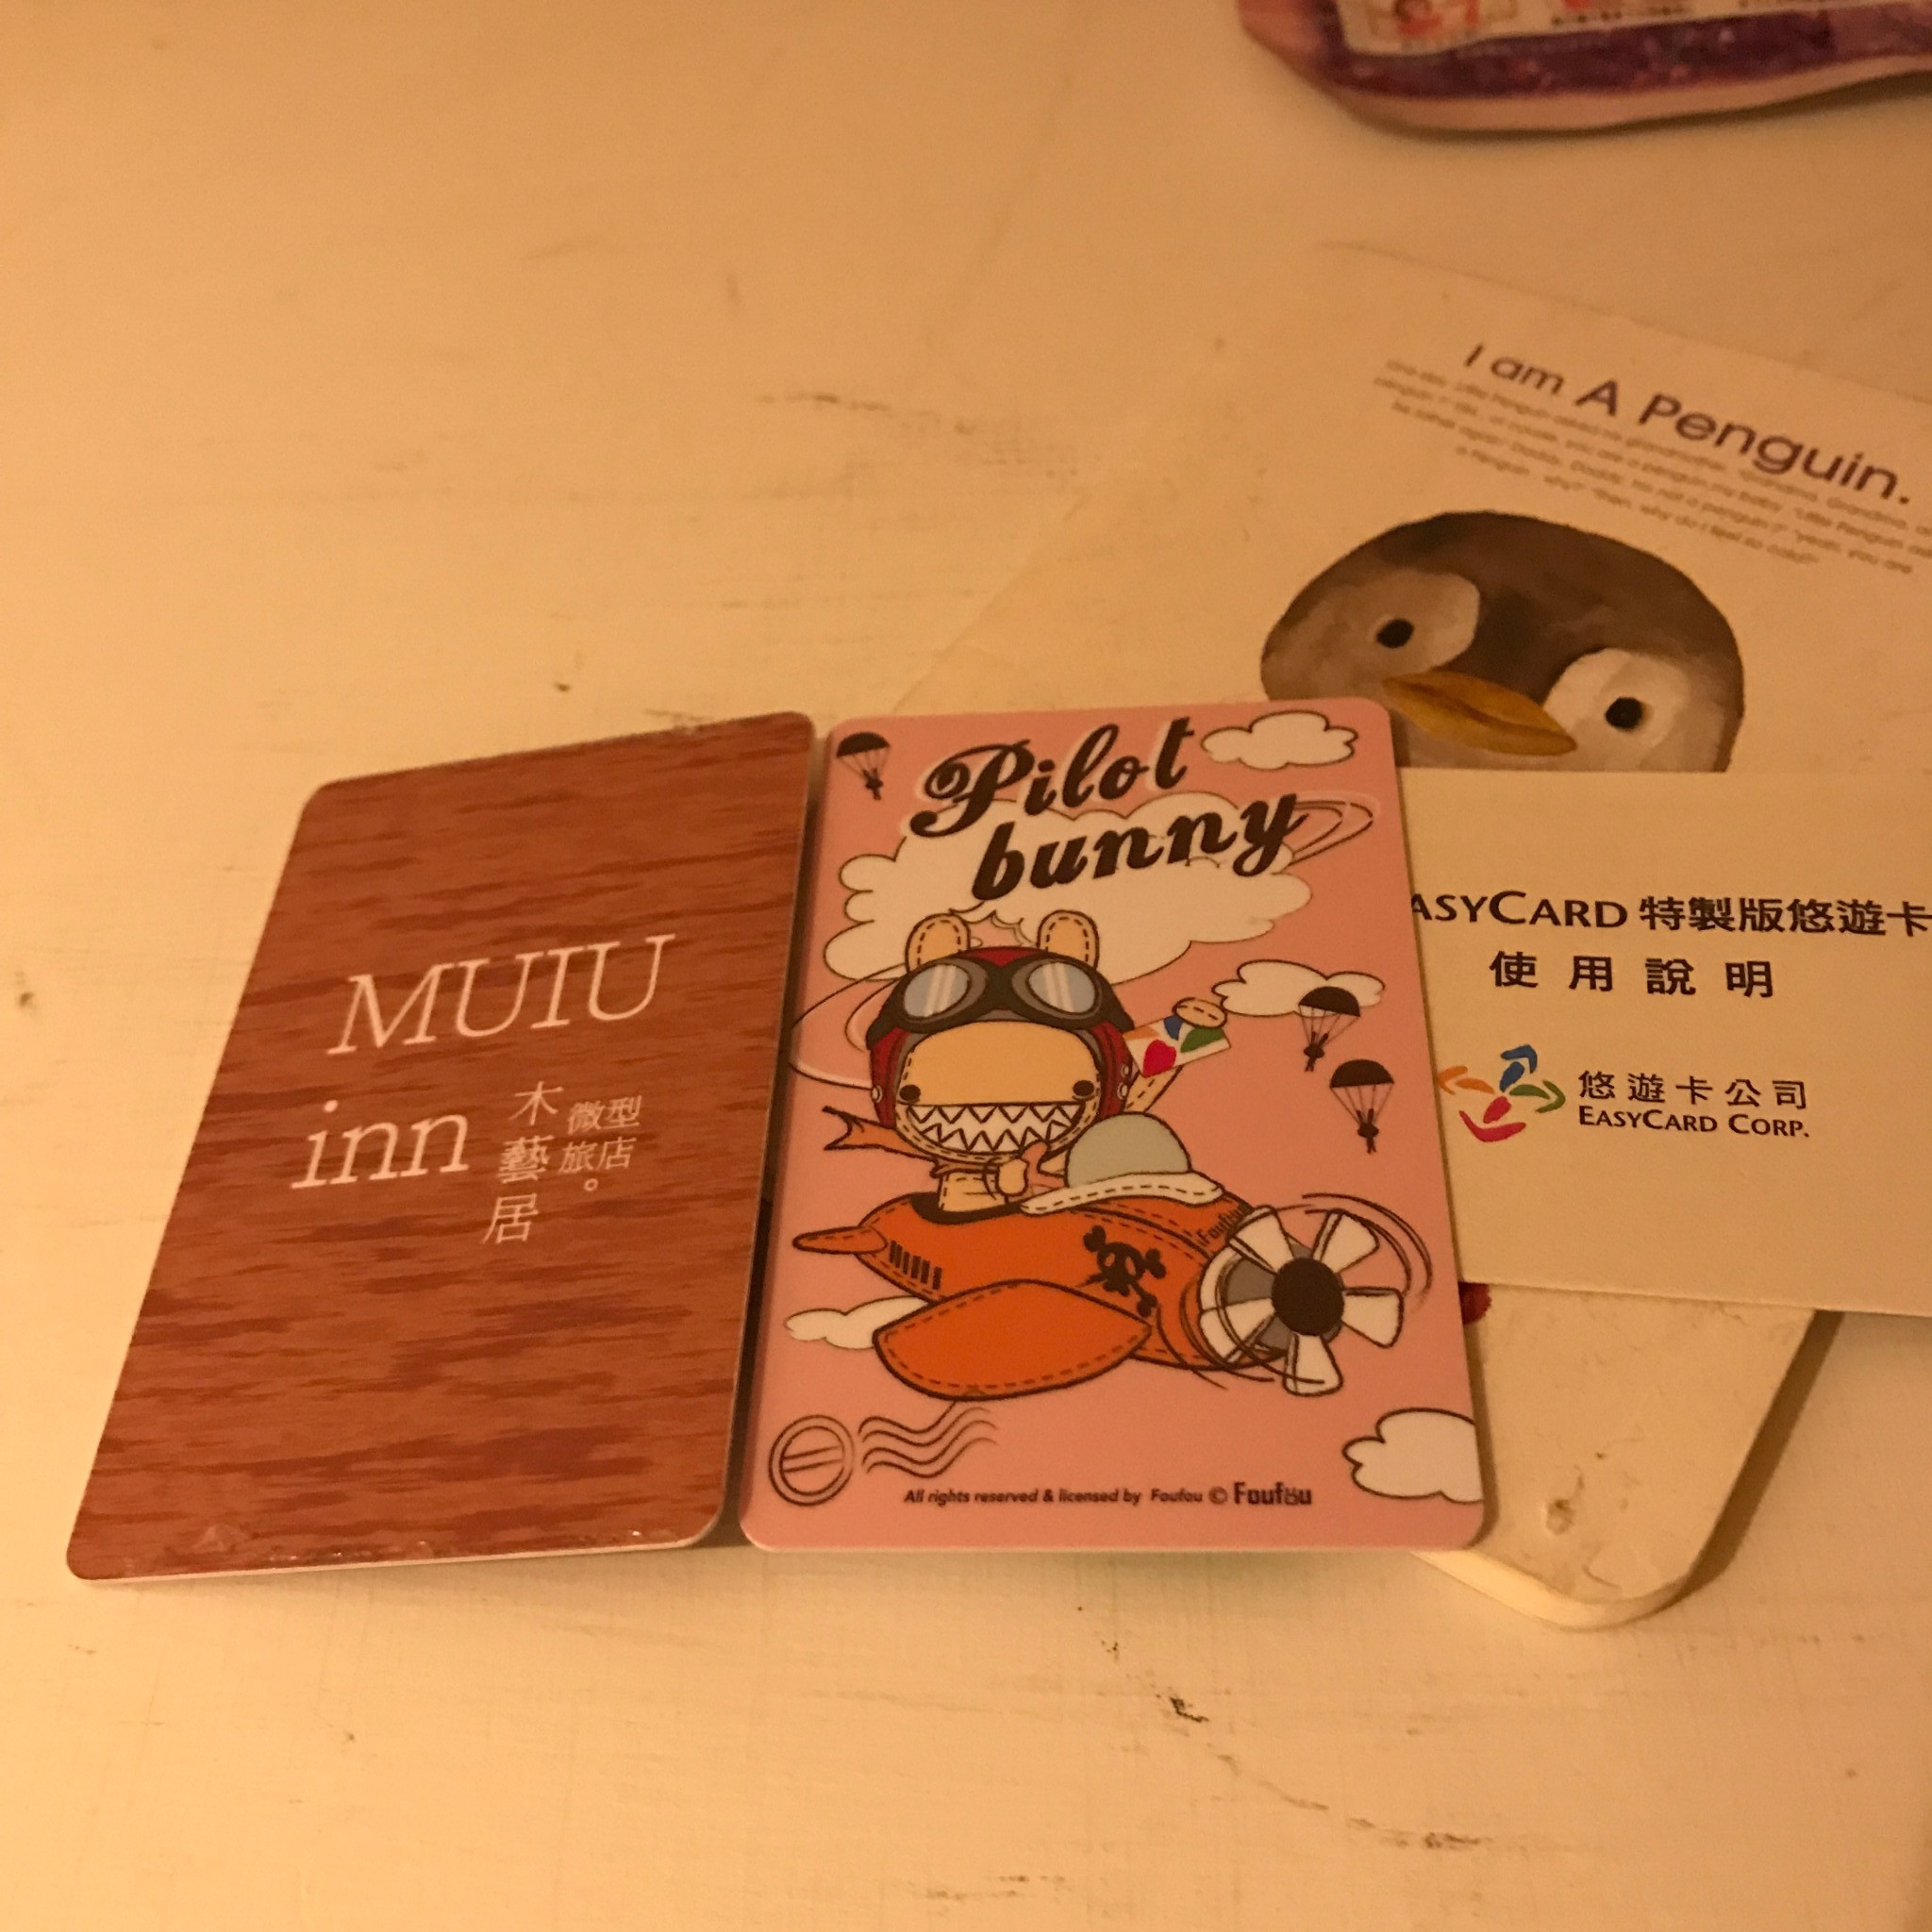 MUIU
inn
木藝居
微型
旅店。
Pilot
bunny
iFoufou
All rights reserved & licensed by Foufou © Foufou
I am A Penguin.
ASYCARD 特製版悠遊卡
使用說明
悠遊卡公司
EASYCARD CORP.